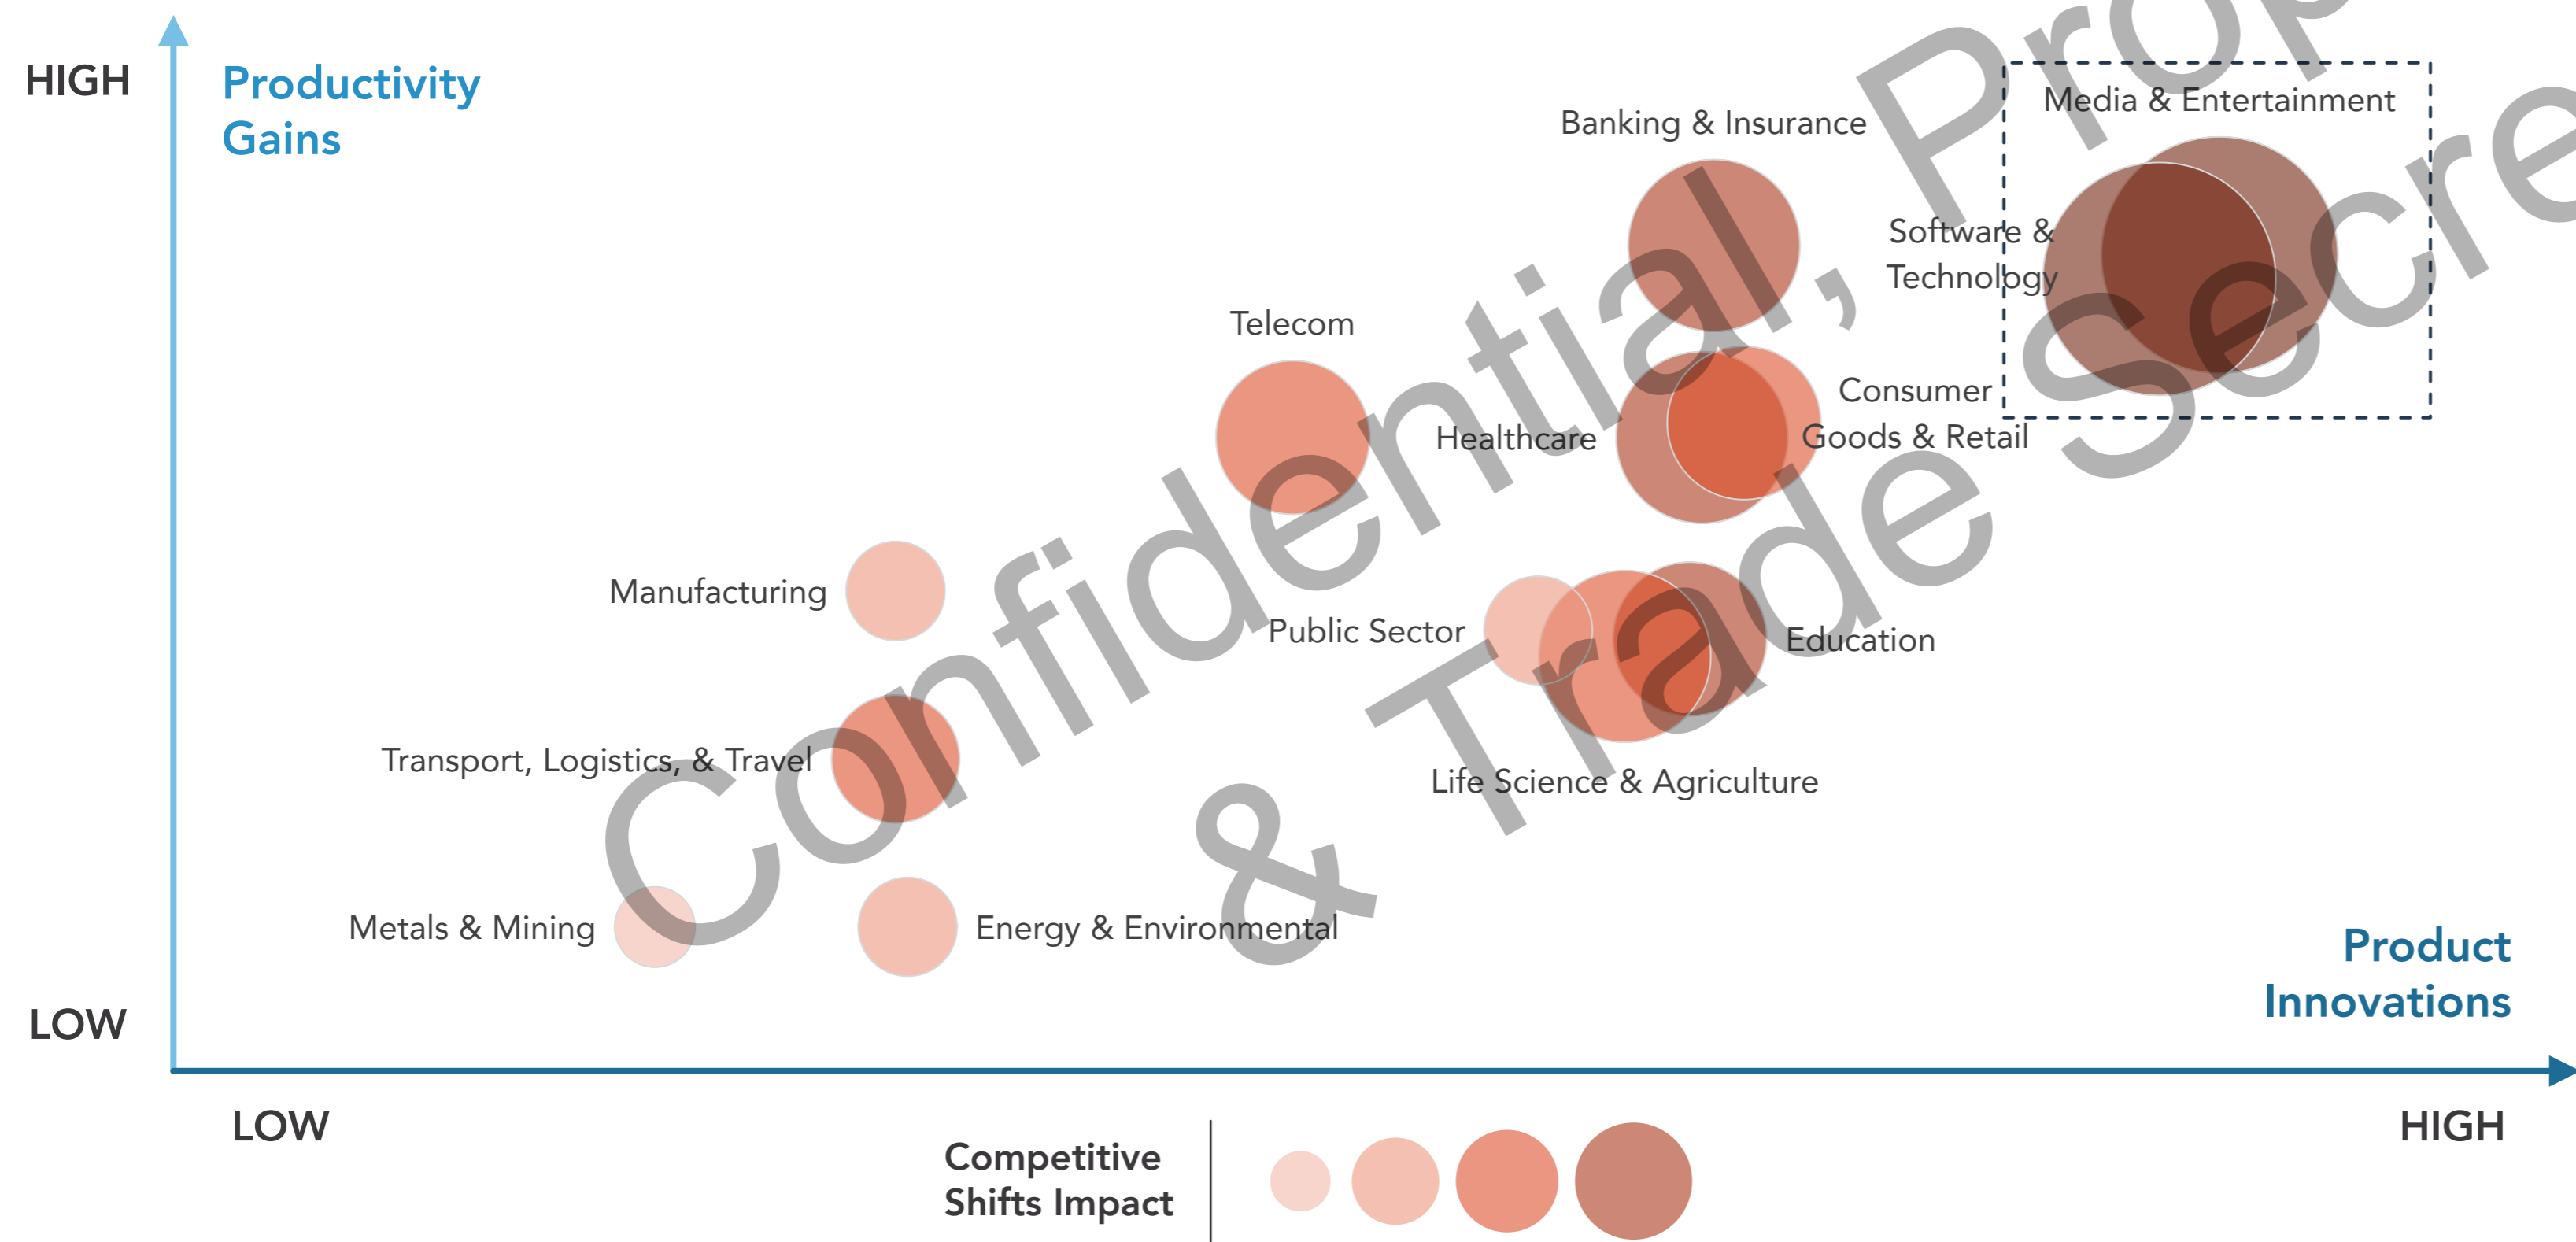 HIGH
Productivity
Gains
Media & Entertainment
Banking & Insurance
Software &
Technology
Telecom
Consumer
Goods & Retail
Healthcare
Manufacturing
Public Sector
Education
Transport, Logistics, & Travel
Life Science & Agriculture
Metals & Mining
Energy & Environmental
Product
Innovations
LOW
LOW
HIGH
Competitive
Shifts Impact
Confidential, Prop
& Trade Secre